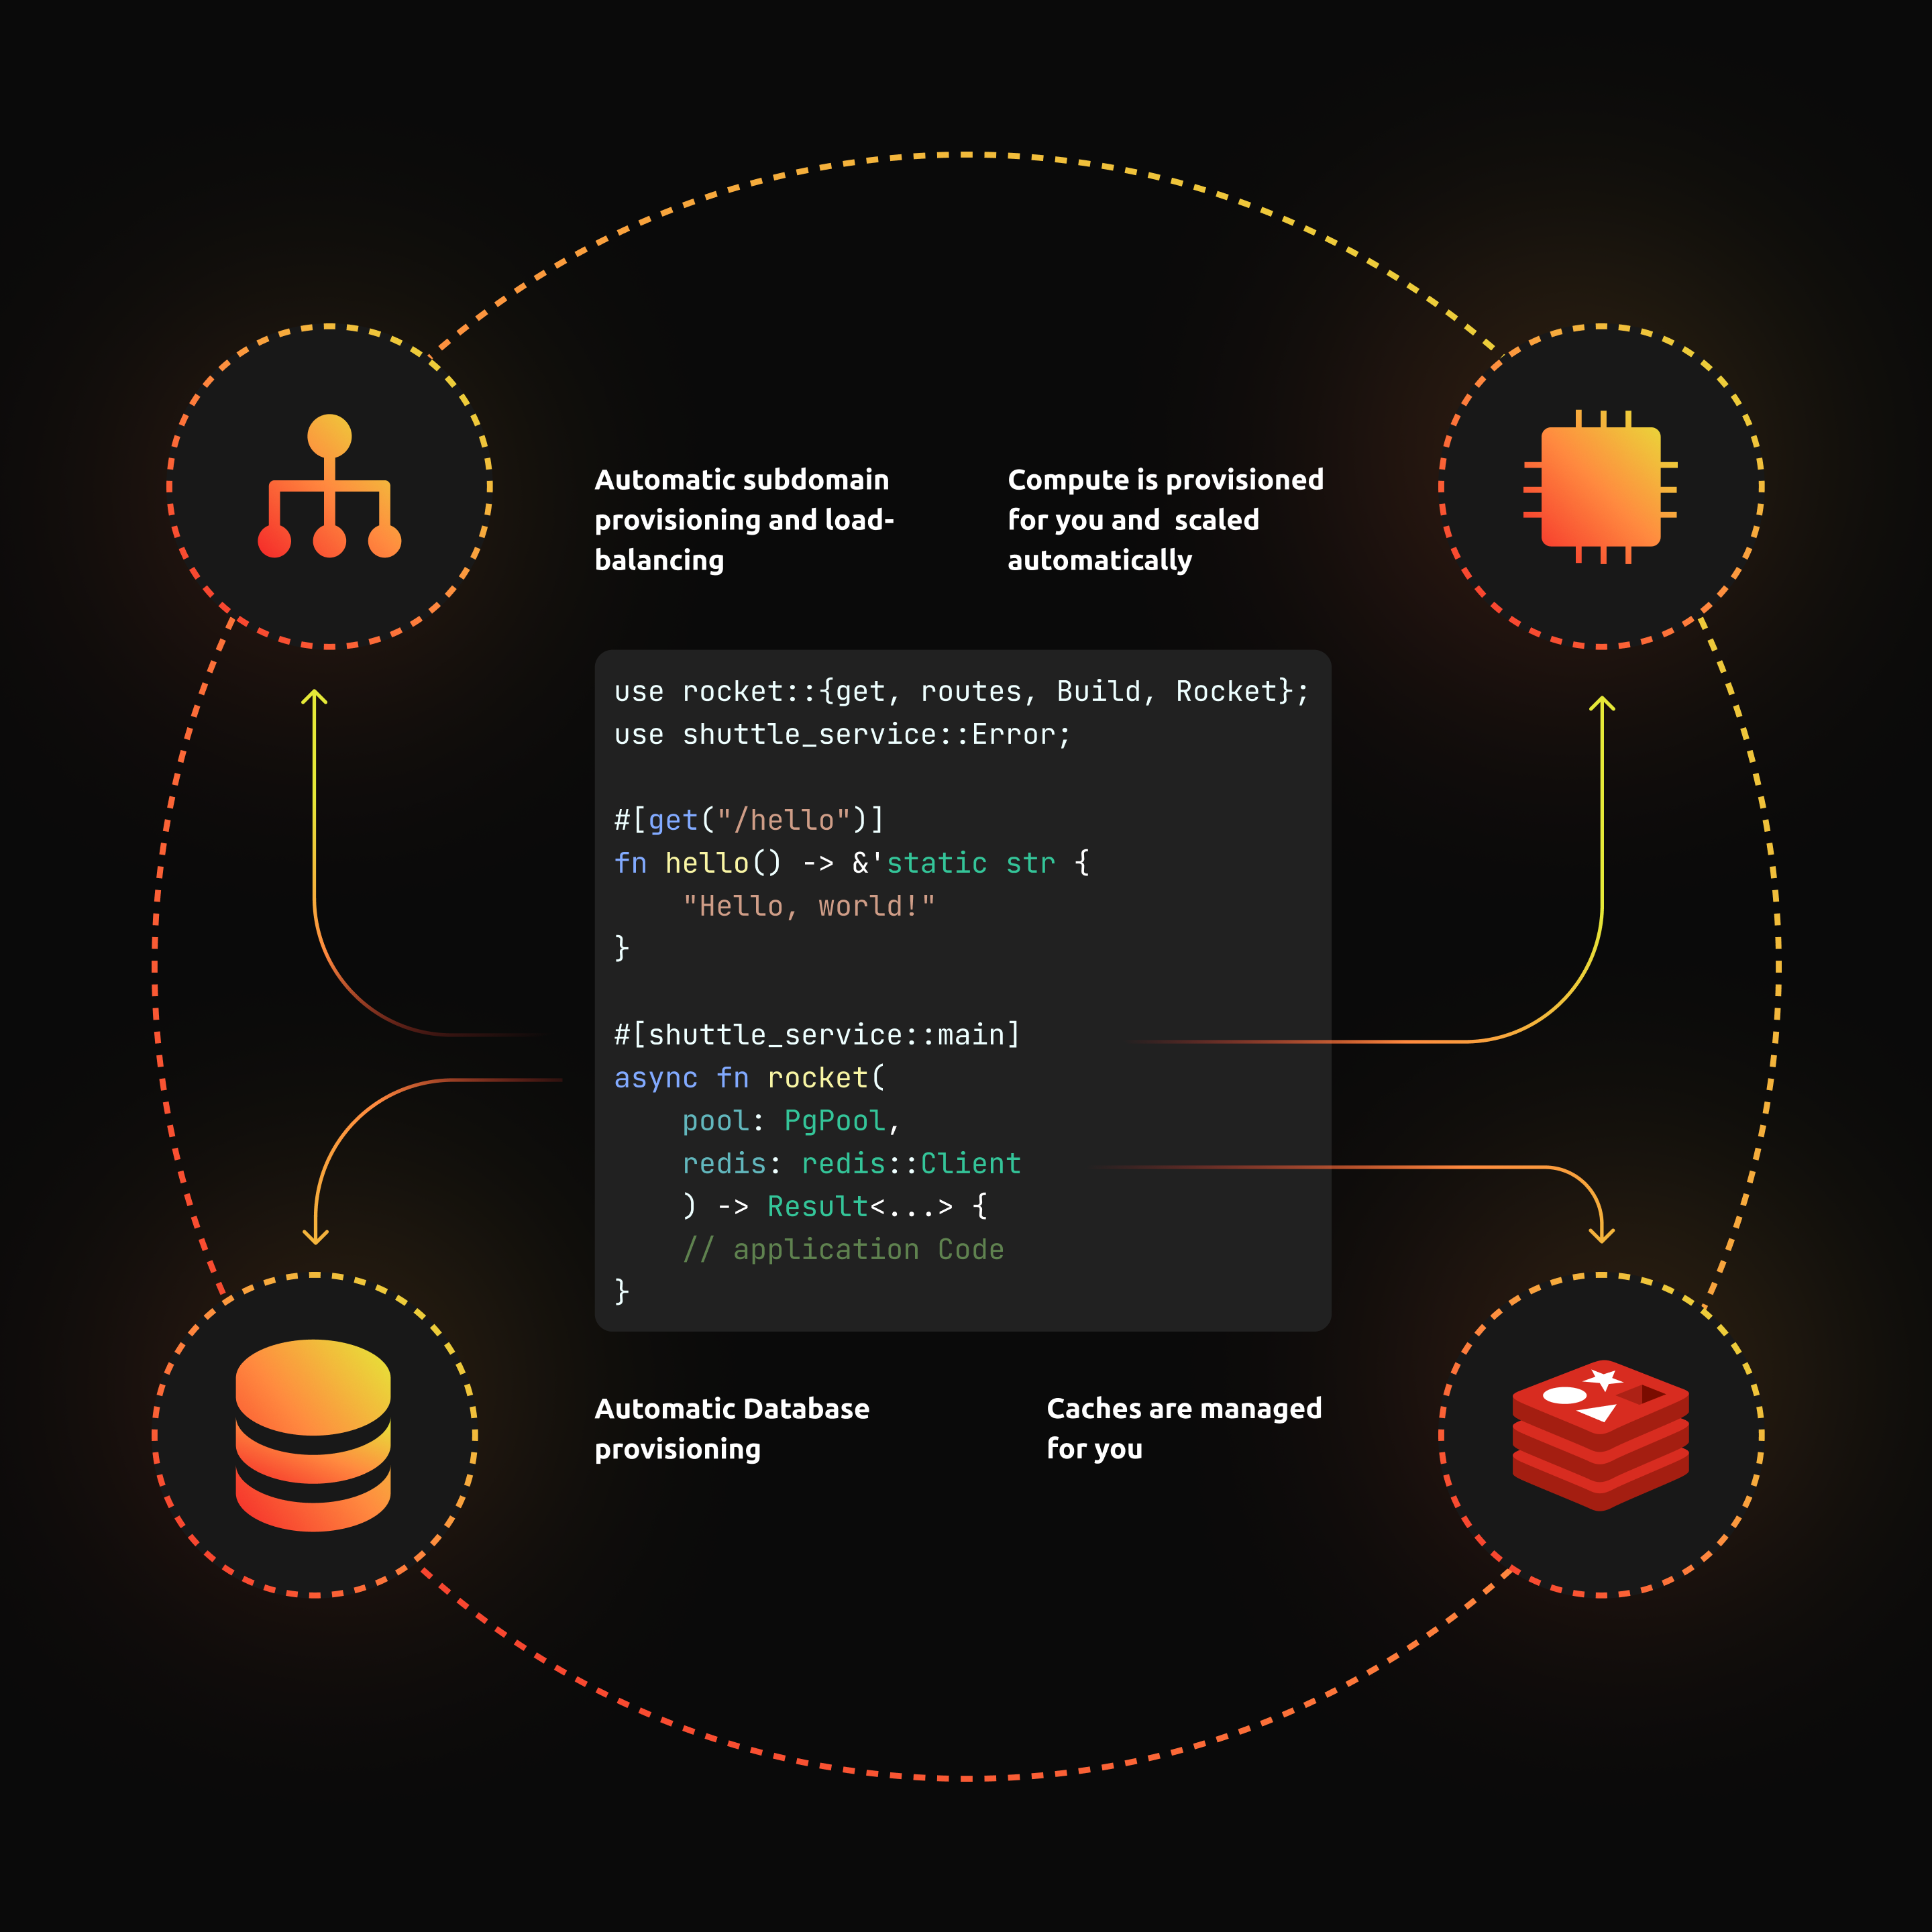 Automatic subdomain
provisioning and load-
balancing
Compute is provisioned
for you and  scaled
automatically
use rocket::{get, routes, Build, Rocket};
use shuttle_service::Error;
#[get("/hello")]
fn hello() -> &'static str {
    "Hello, world!"
}
#[shuttle_service::main]
async fn rocket(
    pool: PgPool,
    redis: redis::Client
    ) -> Result<...> {
    // application Code
}
Automatic Database
provisioning
Caches are managed
for you